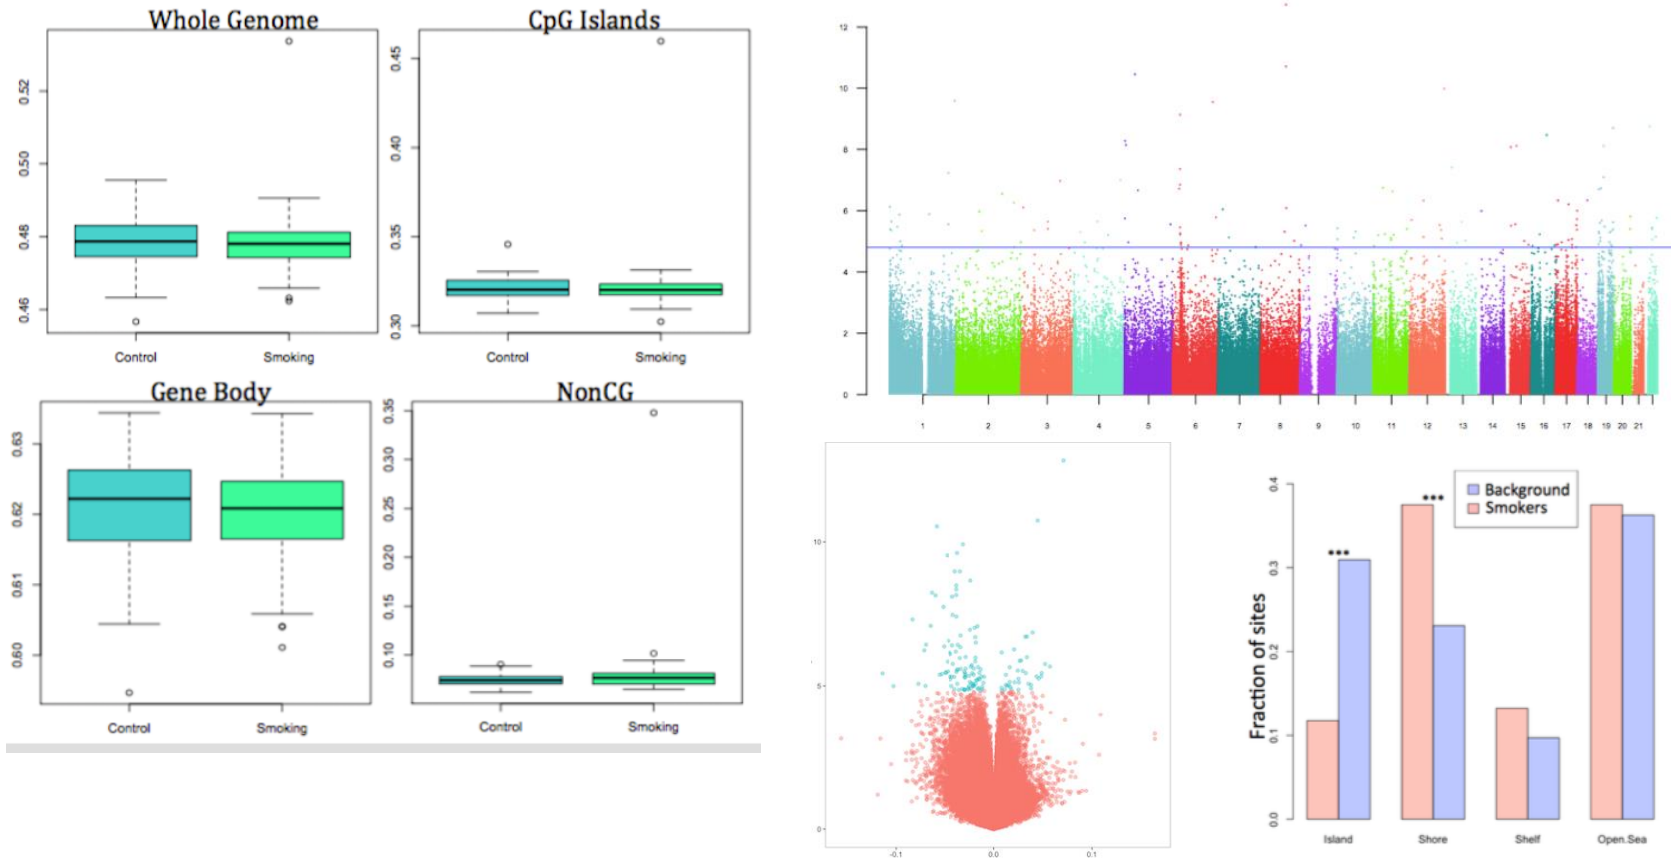 Whole Genome
0.52
0.50
0.48
0.46
Control Smoking
CpG Islands
0.45
0.40
0.35
0.30
Control Smoking
Gene Body
0.63
0.62
0.61
0.60
Control Smoking
NonCG
0.35
0.30
0.25
0.20
0.15
0.10
Control Smoking
12
10
8
6
4
2
0
1 2 3 4 5 6 7 8 9 10 11 12 13 14 15 16 17 18 19 20 21
10
5
0
-0.1 0.0 0.1
Background
Smokers
Fraction of sites
0.4
0.3
0.2
0.1
0.0
***
***
Island Shore Shelf Open.Sea